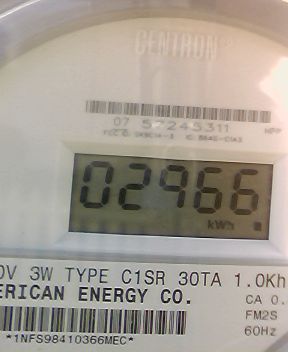 CENTRON
07 57245311
02966
kWh
0V 3W TYPE C1SR 30TA 1.0Kh
ERICAN ENERGY CO.
CA 0.
FM2S
60Hz
*1NFS98410366MEC*